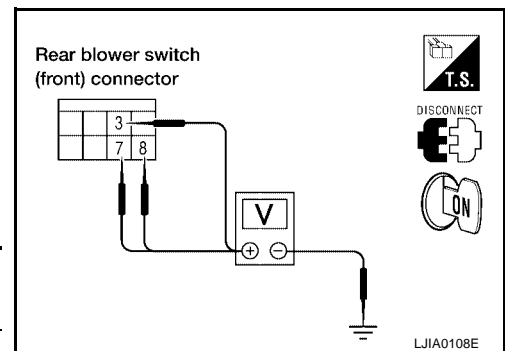 Rear blower switch
(front) connector
T.S.
DISCONNECT
3
7 8
ON
V
+ −
LJIA0108E